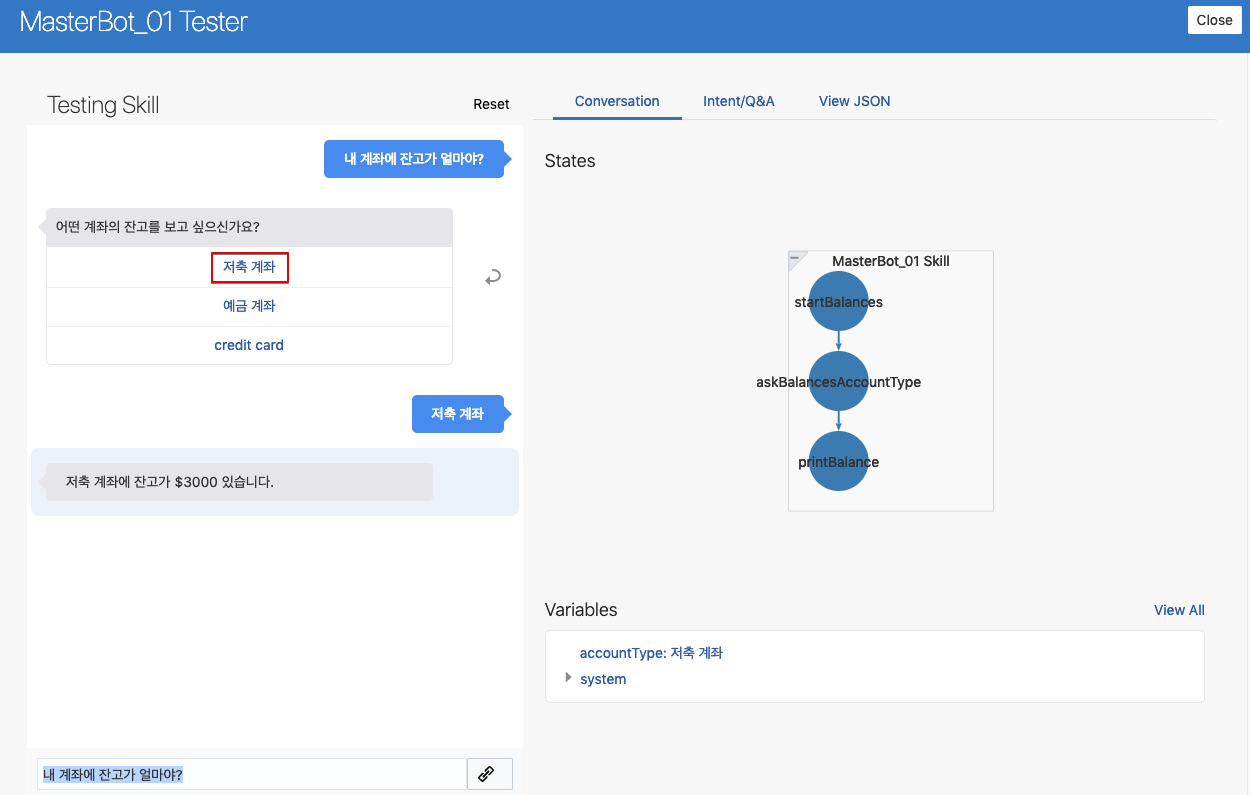 MasterBot_01 Tester
Close
Testing Skill
Reset
내 계좌에 잔고가 얼마야?
어떤 계좌의 잔고를 보고 싶으신가요?
저축 계좌
예금 계좌
credit card
저축 계좌
저축 계좌에 잔고가 $3000 있습니다.
내 계좌에 잔고가 얼마야?
Conversation
Intent/Q&A
View JSON
States
MasterBot_01 Skill
startBalances
askBalancesAccountType
printBalance
Variables
View All
accountType: 저축 계좌
system